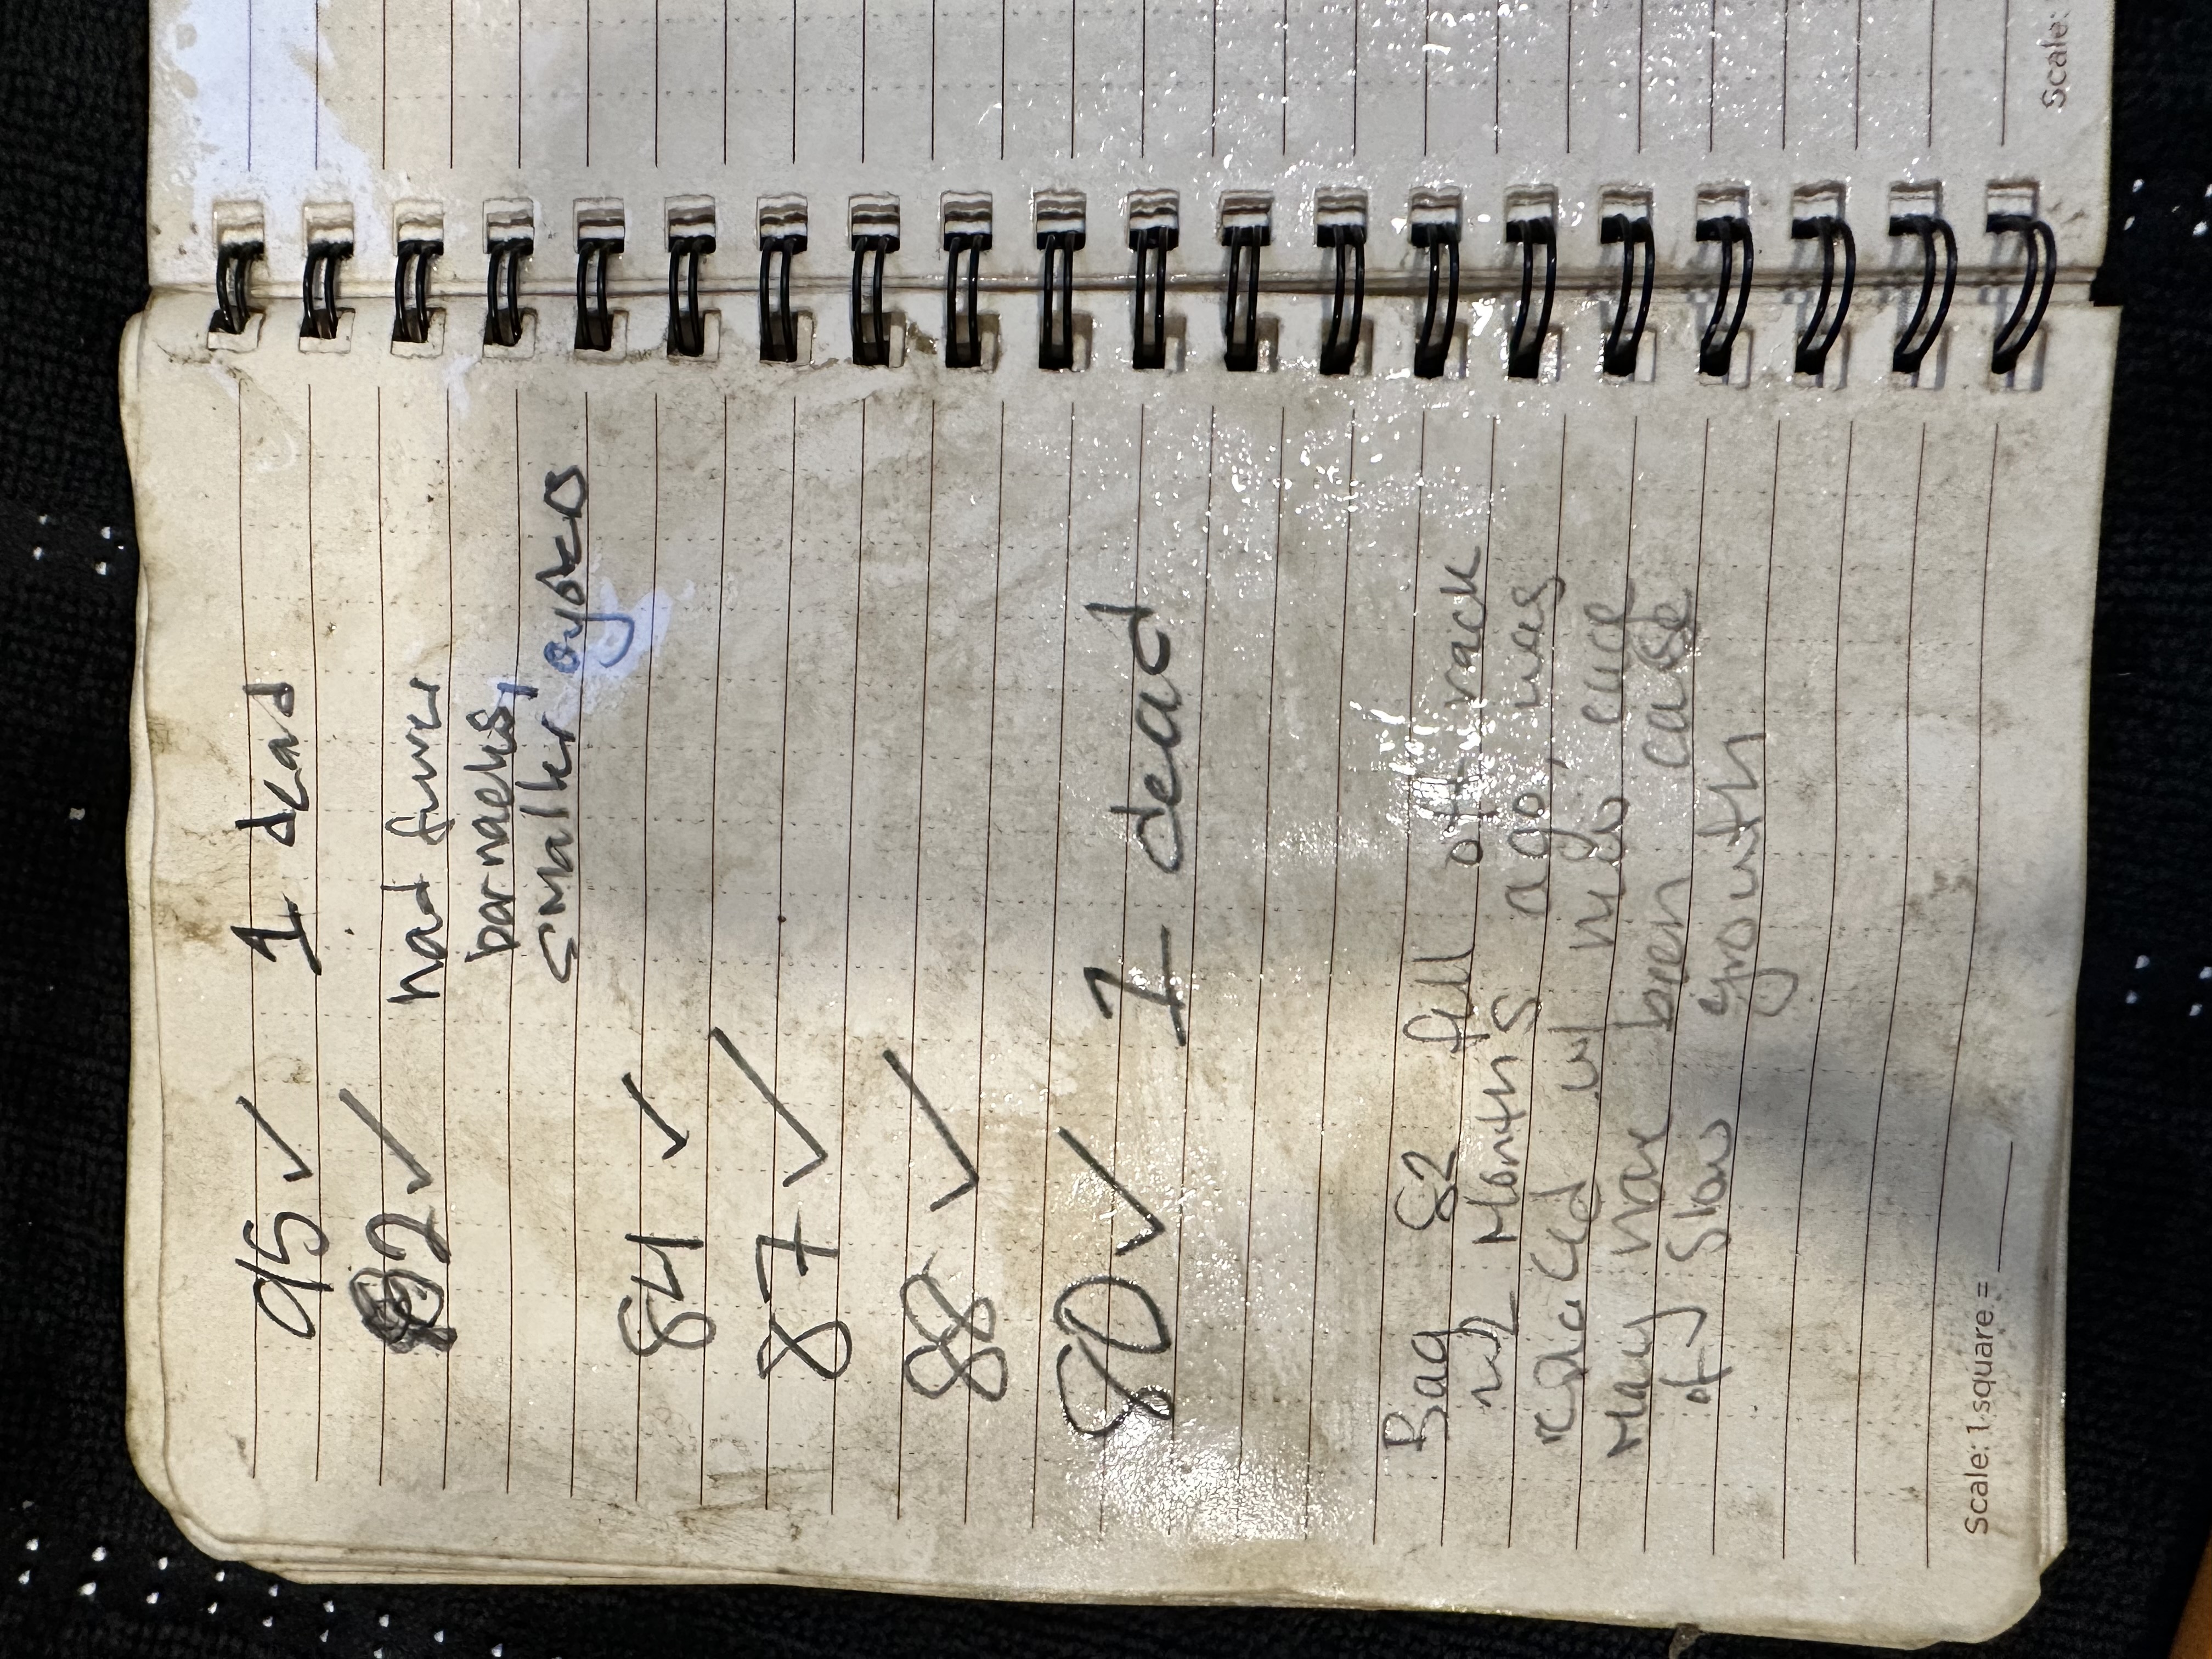 95 ✓ 1 dead
82 ✓ had fewer
barnacles,
smaller oysters
84 ✓
87 ✓
88 ✓
80 ✓ 1 dead
Bag 82 fell off rack
~2 Months ago, was
replaced w/ new cage
May have been case
of slow growth
Scale: 1 square =
Scale: